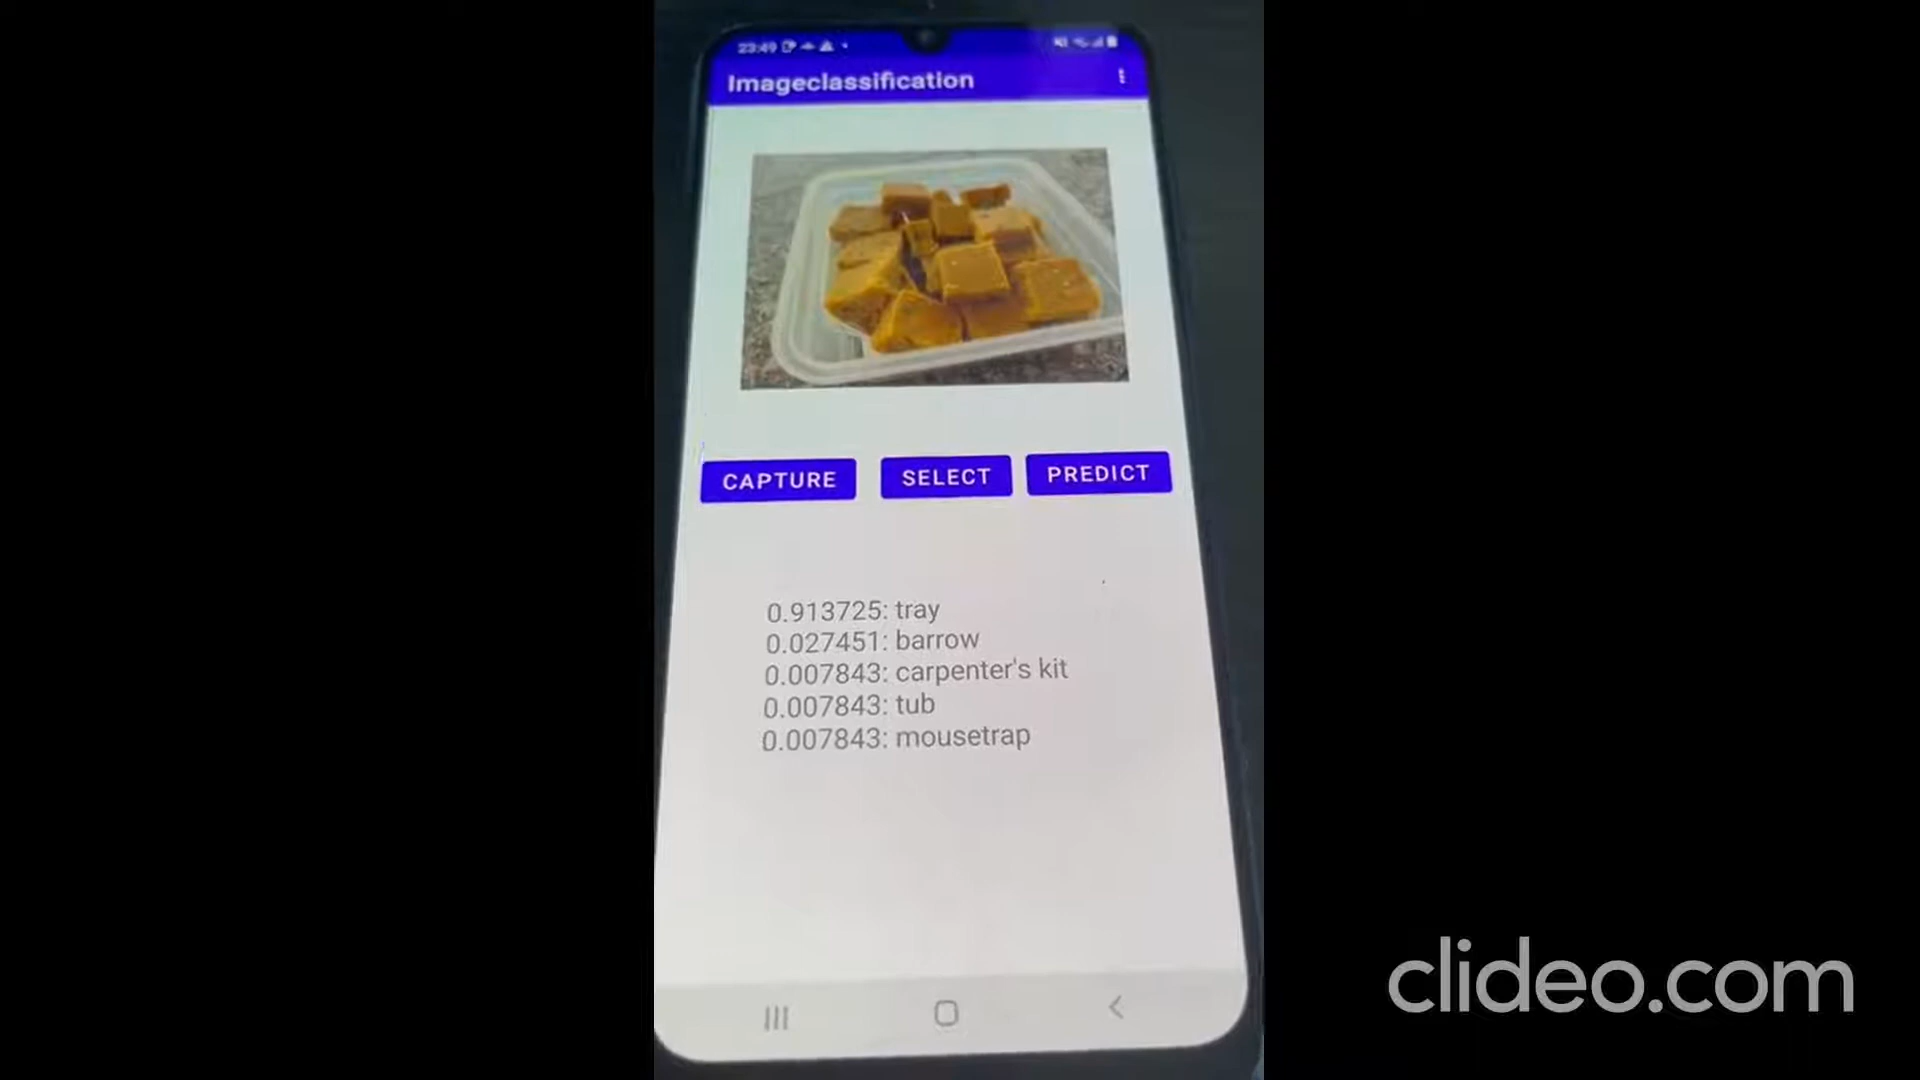 23:49
Imageclassification
CAPTURE
SELECT
PREDICT
0.913725: tray
0.027451: barrow
0.007843: carpenter's kit
0.007843: tub
0.007843: mousetrap
clideo.com